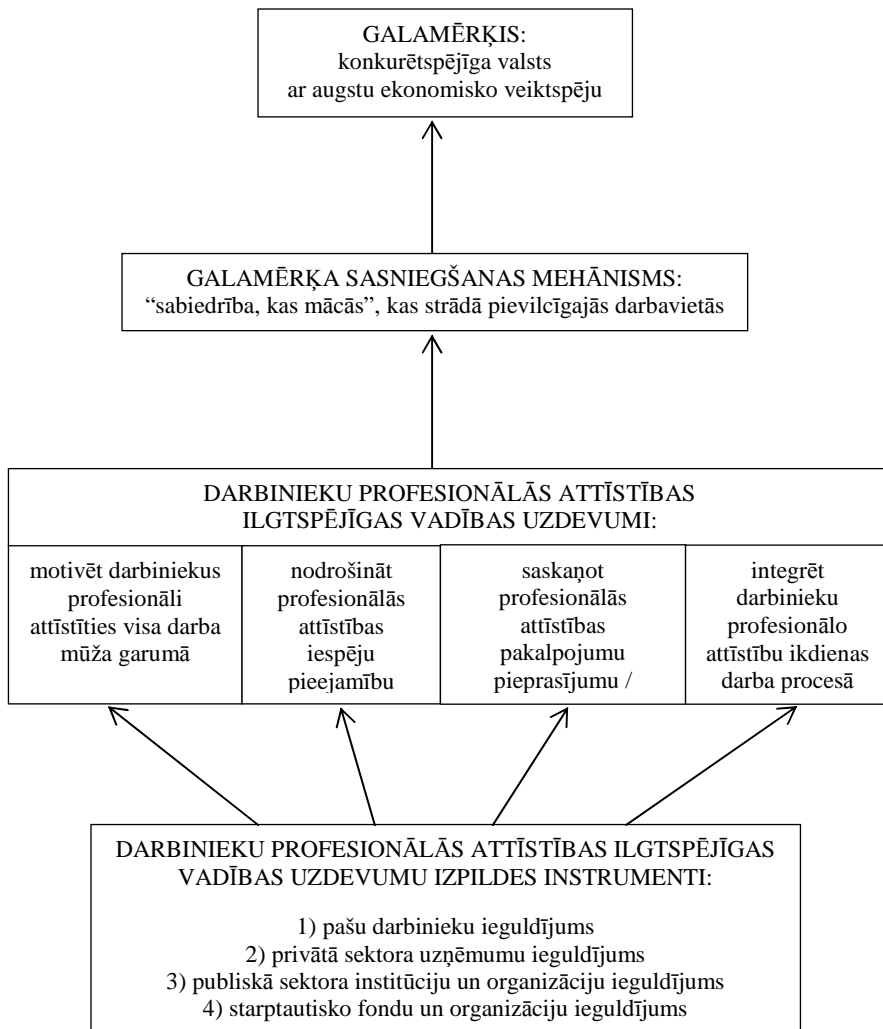 GALAMĒRĶIS:
konkurētspējīga valsts
ar augstu ekonomisko veiktspēju
GALAMĒRĶA SASNIEGŠANAS MEHĀNISMS:
“sabiedrība, kas mācās”, kas strādā pievilcīgajās darbavietās
DARBINIEKU PROFESIONĀLĀS ATTĪSTĪBAS
ILGTSPĒJĪGAS VADĪBAS UZDEVUMI:
motivēt darbiniekus
profesionāli
attīstīties visa darba
mūža garumā
nodrošināt
profesionālās
attīstības
iespēju
pieejamību
saskaņot
profesionālās
attīstības
pakalpojumu
pieprasījumu /
integrēt
darbinieku
profesionālo
attīstību ikdienas
darba procesā
DARBINIEKU PROFESIONĀLĀS ATTĪSTĪBAS ILGTSPĒJĪGAS
VADĪBAS UZDEVUMU IZPILDES INSTRUMENTI:
1) pašu darbinieku ieguldījums
2) privātā sektora uzņēmumu ieguldījums
3) publiskā sektora institūciju un organizāciju ieguldījums
4) starptautisko fondu un organizāciju ieguldījums